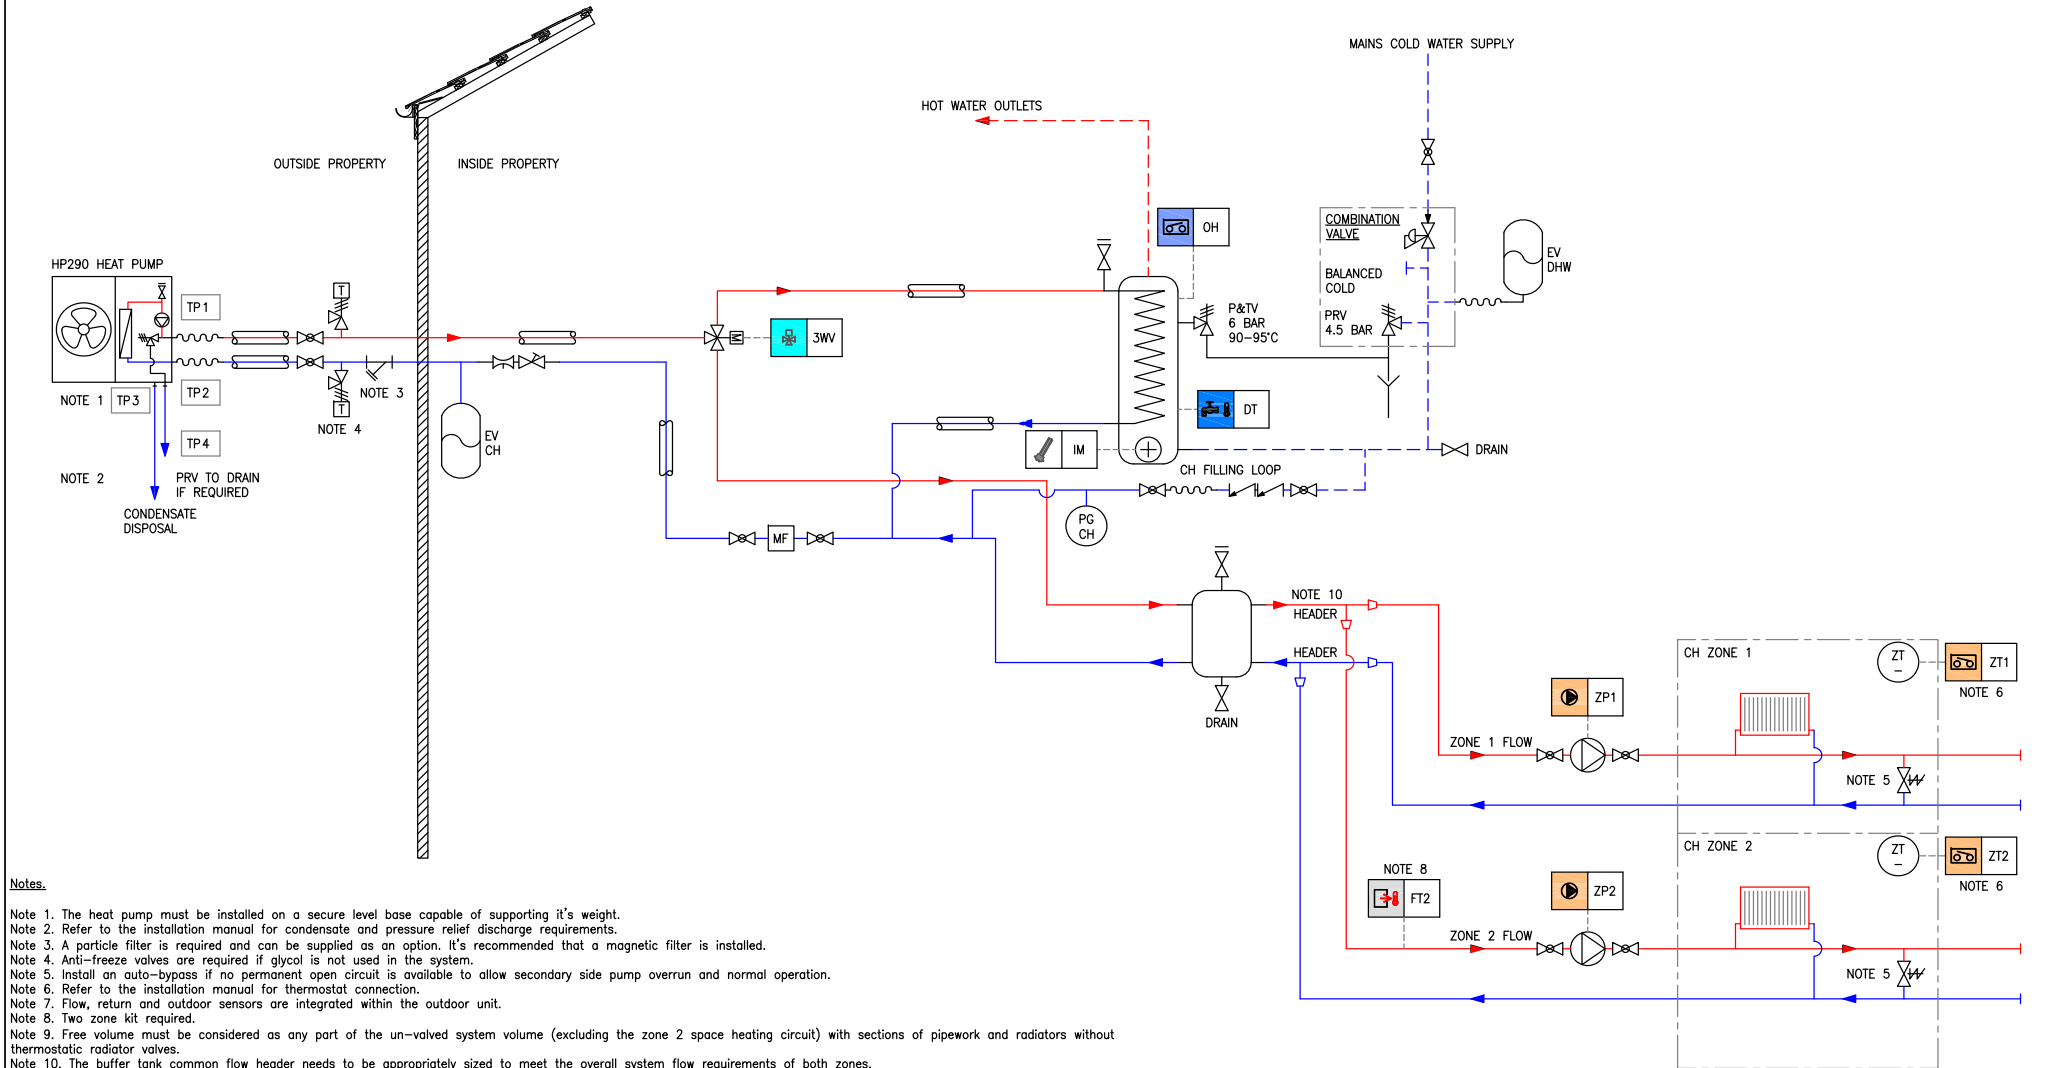 MAINS COLD WATER SUPPLY
HOT WATER OUTLETS
OUTSIDE PROPERTY
INSIDE PROPERTY
OH
COMBINATION
VALVE
BALANCED
COLD
PRV
4.5 BAR
EV
DHW
HP290 HEAT PUMP
TP1
TP2
TP3
TP4
NOTE 1
NOTE 2
NOTE 3
T
T
NOTE 4
PRV TO DRAIN
IF REQUIRED
CONDENSATE
DISPOSAL
EV
CH
M
3WV
P&TV
6 BAR
90-95°C
DT
IM
DRAIN
CH FILLING LOOP
PG
CH
MF
NOTE 10
HEADER
HEADER
DRAIN
CH ZONE 1
ZT
-
ZT1
NOTE 6
ZP1
ZONE 1 FLOW
NOTE 5
CH ZONE 2
ZT
-
ZT2
NOTE 6
NOTE 8
FT2
ZP2
ZONE 2 FLOW
NOTE 5
Notes.
Note 1. The heat pump must be installed on a secure level base capable of supporting it's weight.
Note 2. Refer to the installation manual for condensate and pressure relief discharge requirements.
Note 3. A particle filter is required and can be supplied as an option. It's recommended that a magnetic filter is installed.
Note 4. Anti-freeze valves are required if glycol is not used in the system.
Note 5. Install an auto-bypass if no permanent open circuit is available to allow secondary side pump overrun and normal operation.
Note 6. Refer to the installation manual for thermostat connection.
Note 7. Flow, return and outdoor sensors are integrated within the outdoor unit.
Note 8. Two zone kit required.
Note 9. Free volume must be considered as any part of the un-valved system volume (excluding the zone 2 space heating circuit) with sections of pipework and radiators without
thermostatic radiator valves.
Note 10. The buffer tank common flow header needs to be appropriately sized to meet the overall system flow requirements of both zones.